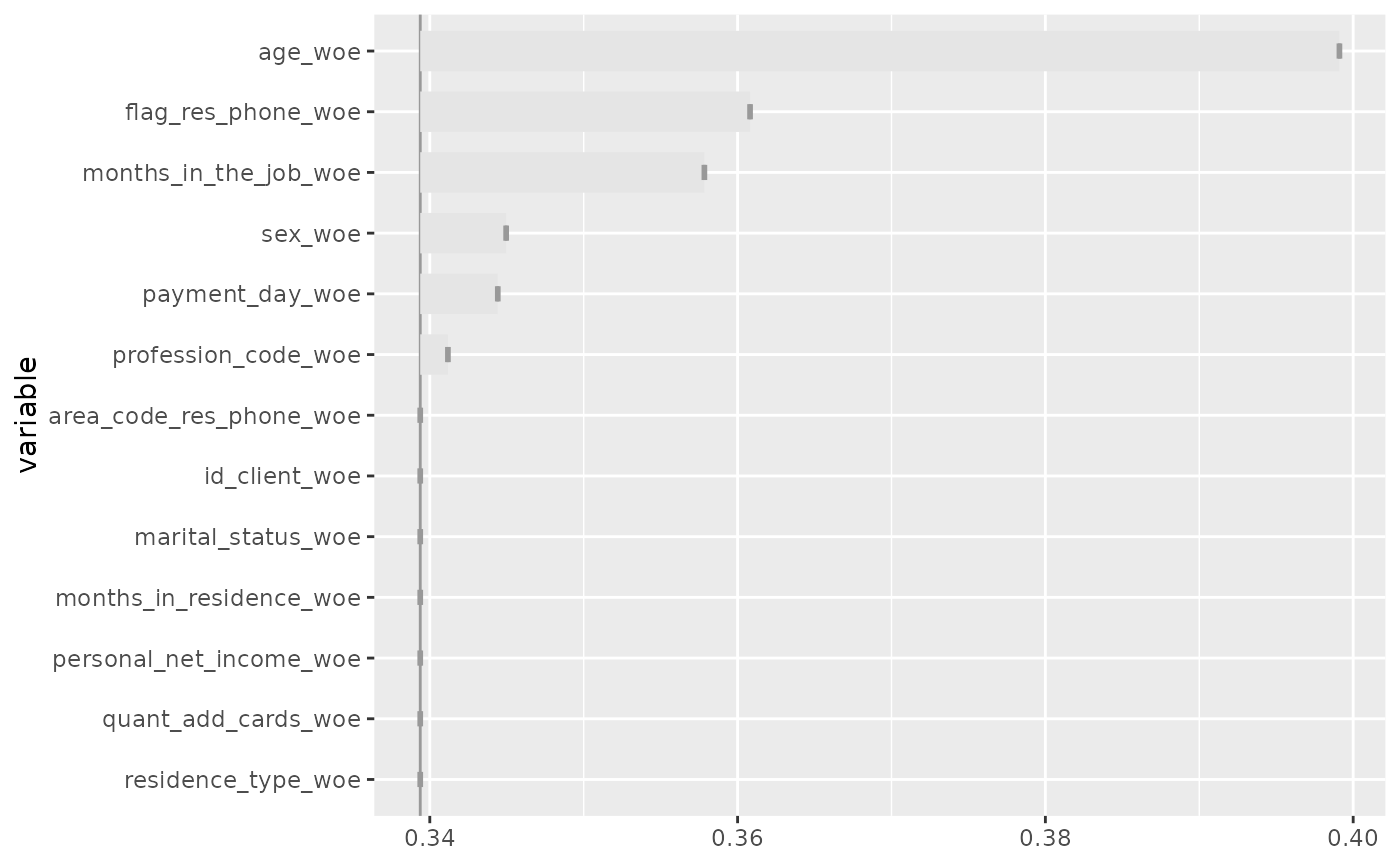 variable
age_woe
flag_res_phone_woe
months_in_the_job_woe
sex_woe
payment_day_woe
profession_code_woe
area_code_res_phone_woe
id_client_woe
marital_status_woe
months_in_residence_woe
personal_net_income_woe
quant_add_cards_woe
residence_type_woe
0.34 0.36 0.38 0.40